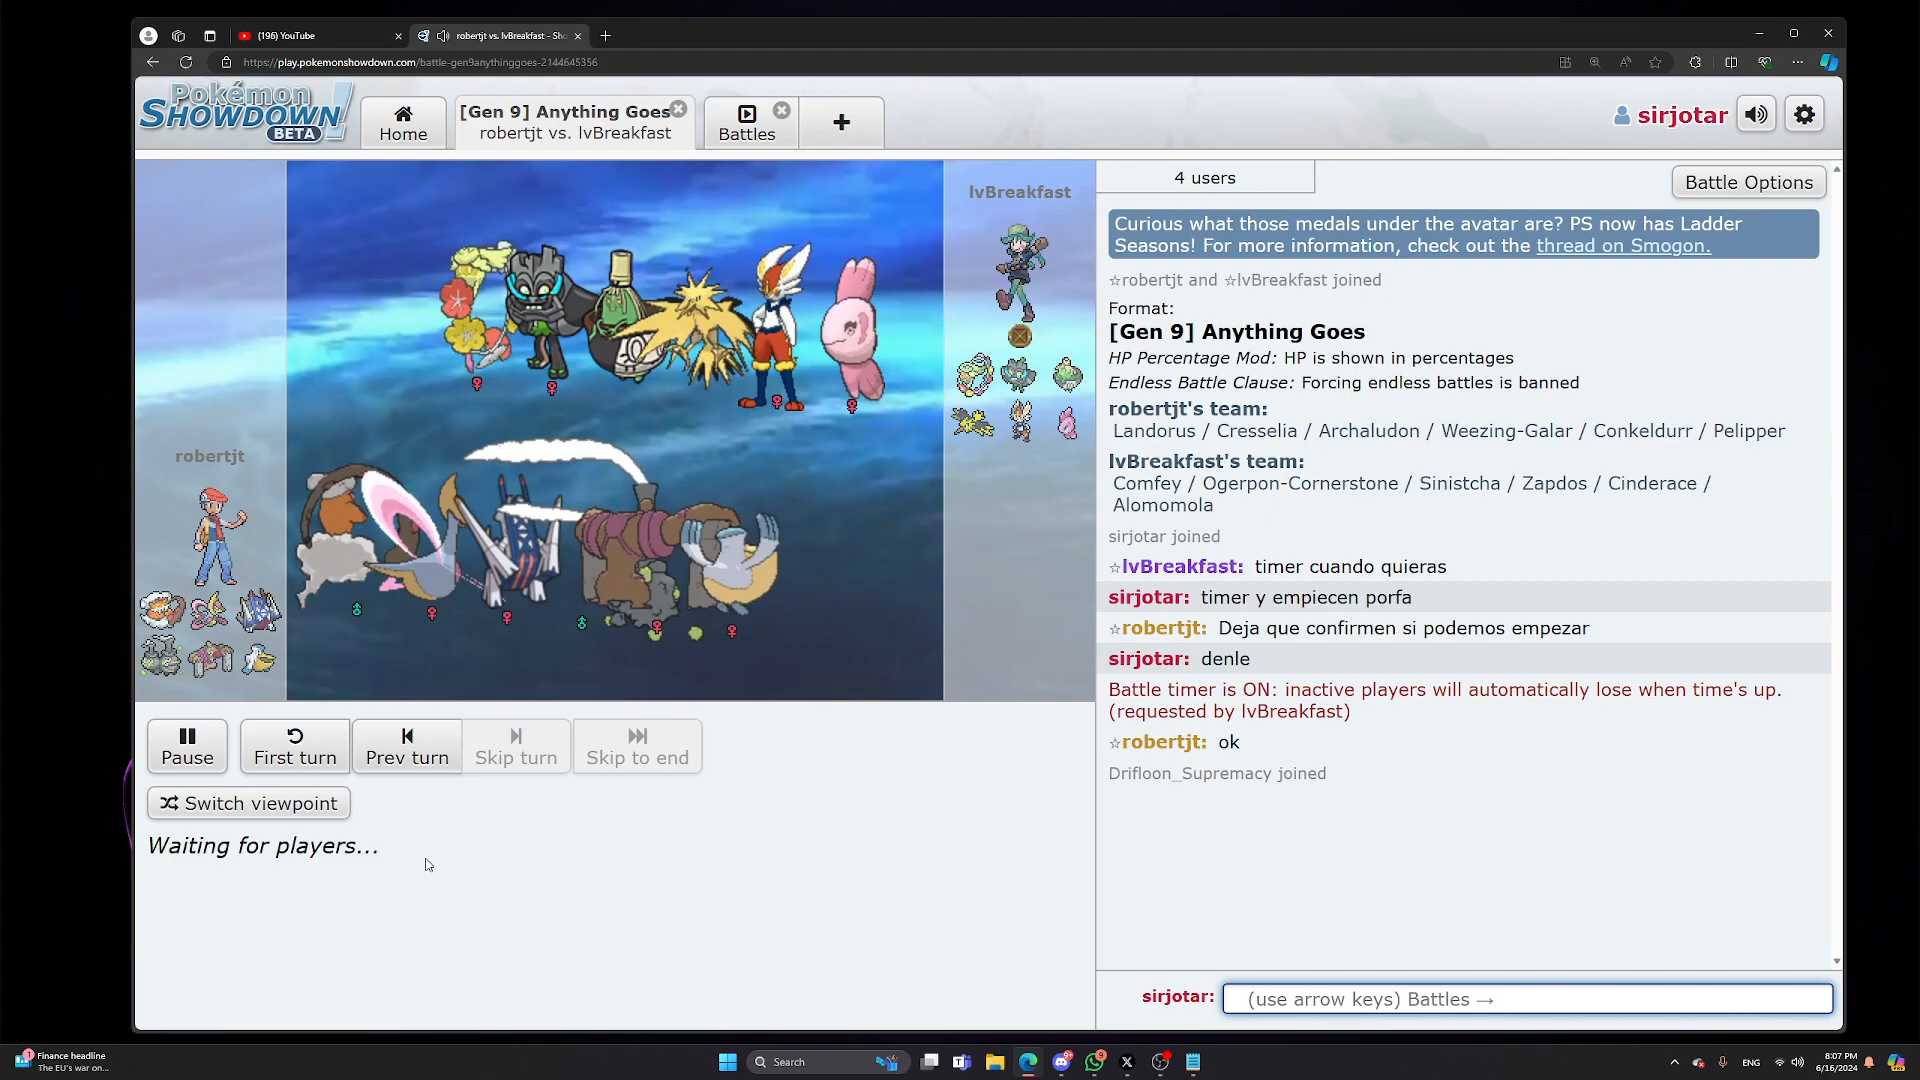 (196) YouTube
robertjt vs. lvBreakfast - Sho
https://play.pokemonshowdown.com/battle-gen9anythinggoes-2144645356
Pokémon
SHOWDOWN!
BETA
Home
[Gen 9] Anything Goes
robertjt vs. lvBreakfast
Battles
+
sirjotar
lvBreakfast
robertjt
4 users
Battle Options
Curious what those medals under the avatar are? PS now has Ladder
Seasons! For more information, check out the thread on Smogon.
☆robertjt and ☆lvBreakfast joined
Format:
[Gen 9] Anything Goes
HP Percentage Mod: HP is shown in percentages
Endless Battle Clause: Forcing endless battles is banned
robertjt's team:
Landorus / Cresselia / Archaludon / Weezing-Galar / Conkeldurr / Pelipper
lvBreakfast's team:
Comfey / Ogerpon-Cornerstone / Sinistcha / Zapdos / Cinderace /
Alomomola
sirjotar joined
☆lvBreakfast: timer cuando quieras
sirjotar: timer y empiecen porfa
☆robertjt: Deja que confirmen si podemos empezar
sirjotar: denle
Battle timer is ON: inactive players will automatically lose when time's up.
(requested by lvBreakfast)
☆robertjt: ok
Drifloon_Supremacy joined
Pause
First turn
Prev turn
Skip turn
Skip to end
Switch viewpoint
Waiting for players...
sirjotar: (use arrow keys) Battles →
Finance headline
The EU's war on...
Search
ENG
8:07 PM
6/16/2024